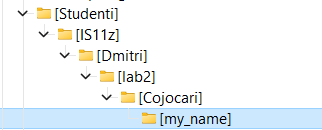 [Studenti]
[IS11z]
[Dmitri]
[lab2]
[Cojocari]
[my_name]